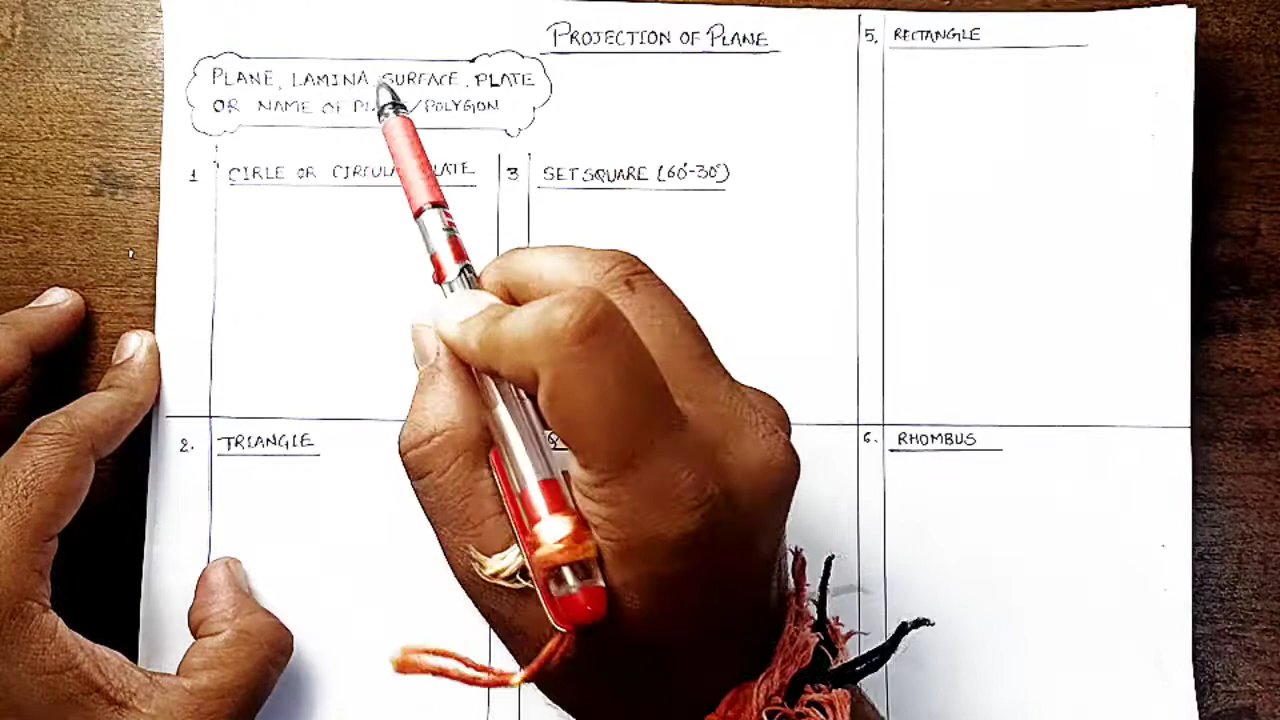 PROJECTION OF PLANE
PLANE, LAMINA SURFACE, PLATE
OR NAME OF /POLYGON
1 CIRLE OR
3 SET SQUARE (60°-30°)
5. RECTANGLE
2. TRIANGLE
6. RHOMBUS